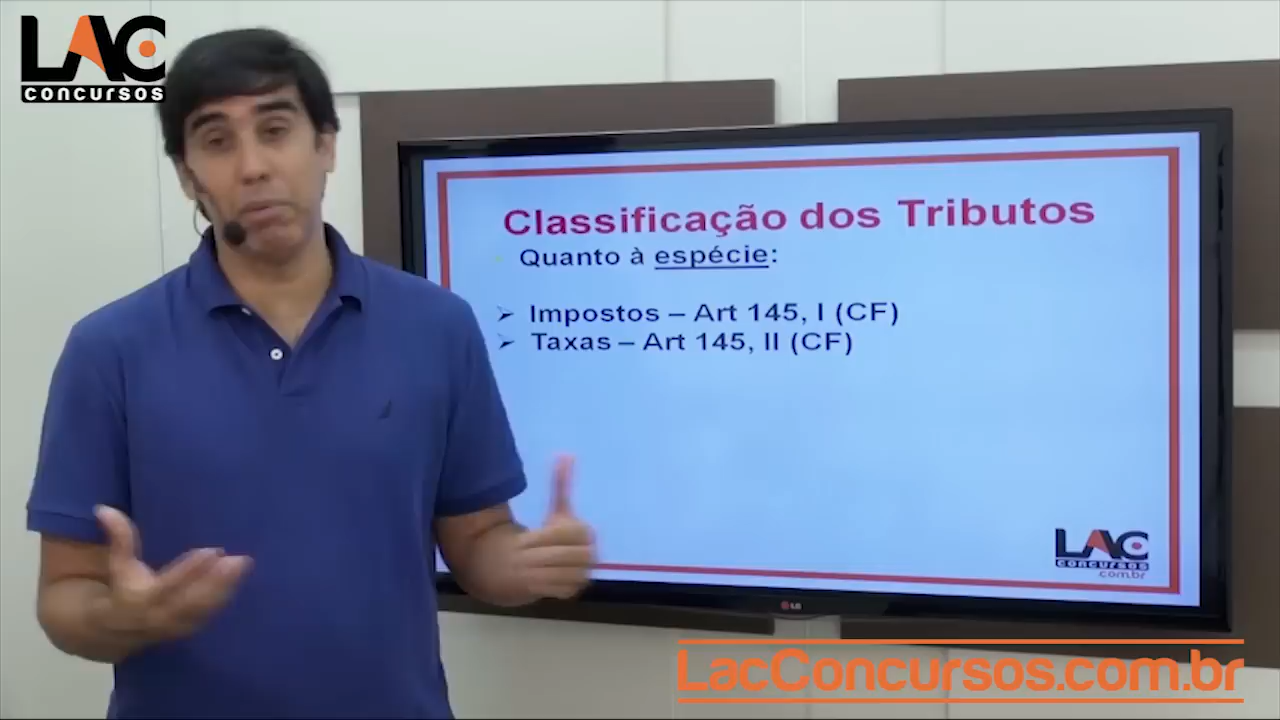 LAC
CONCURSOS
Classificação dos Tributos
Quanto à espécie:
➢ Impostos – Art 145, I (CF)
➢ Taxas – Art 145, II (CF)
LAC
CONCURSOS
com.br
LG
LacConcursos.com.br